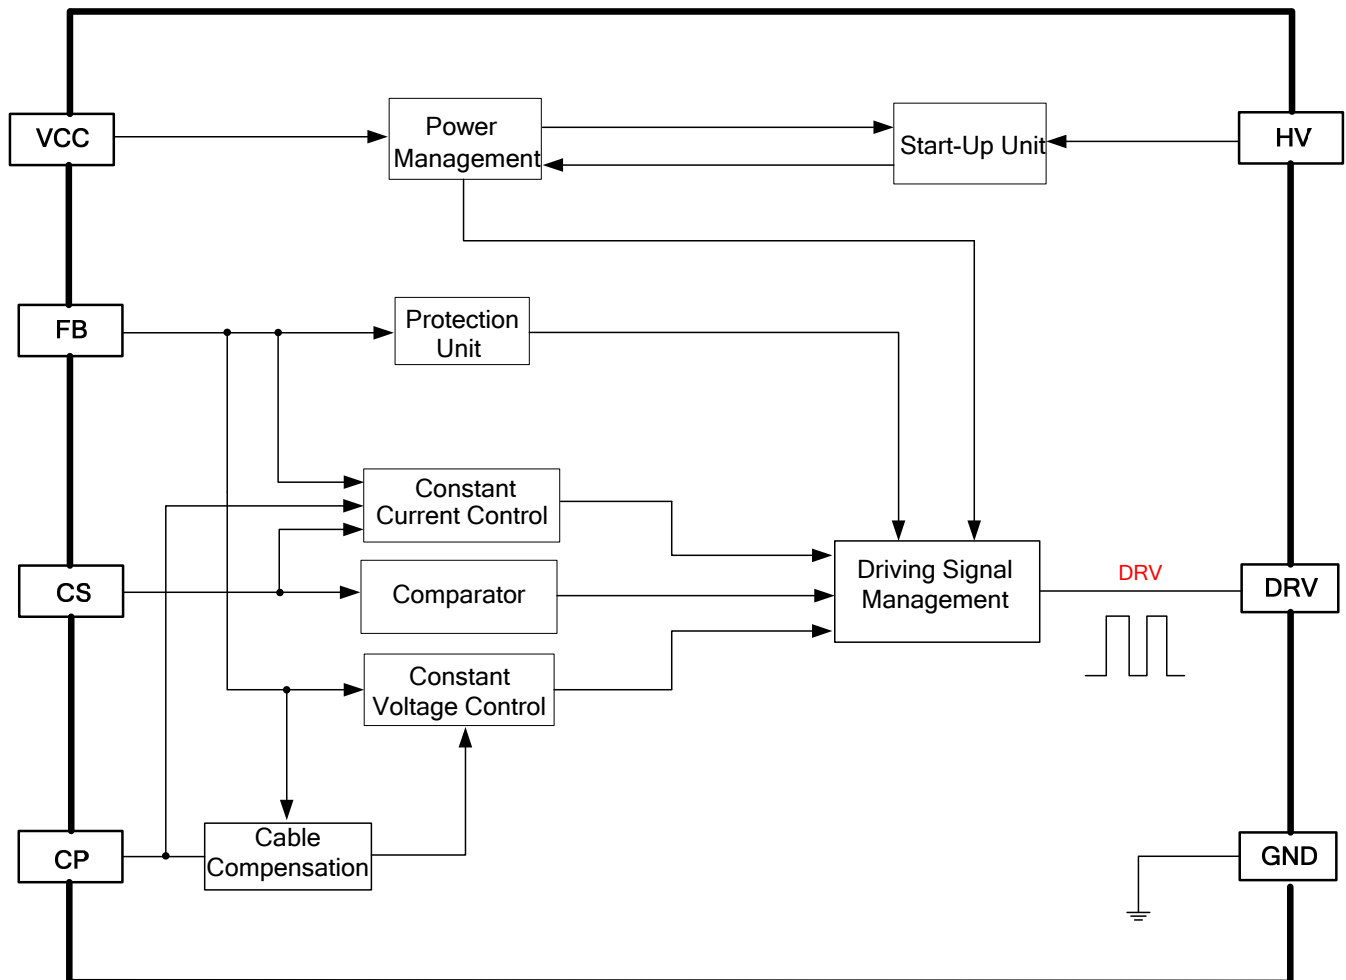 VCC
Power
Management
Start-Up Unit
HV
FB
Protection
Unit
Constant
Current Control
CS
Comparator
Driving Signal
Management
DRV
DRV
Constant
Voltage Control
CP
Cable
Compensation
GND